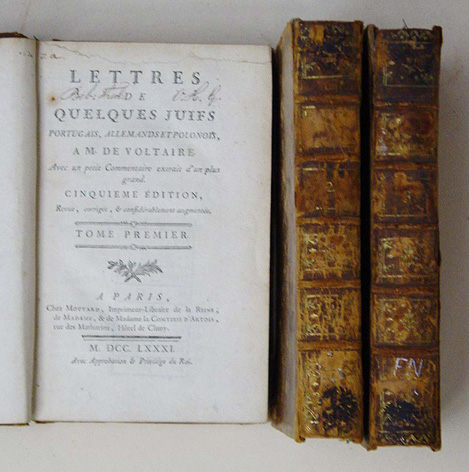 LETTRES
DE
QUELQUES JUIFS
PORTUGAIS, ALLEMANDS ET POLONOIS,
A M. DE VOLTAIRE
Avec un petit Commentaire extrait d'un plus
grand.
CINQUIEME ÉDITION,
Revue, corrigée, & considérablement augmentée.
TOME PREMIER
A PARIS,
Chez MOUTARD, Imprimeur-Libraire de la REINE,
de MADAME, & de Madame la COMTESSE D'ARTOIS,
rue des Mathurins, Hôtel de Cluny.
M. DCC. LXXXI.
Avec Approbation & Privilége du Roi.
FN